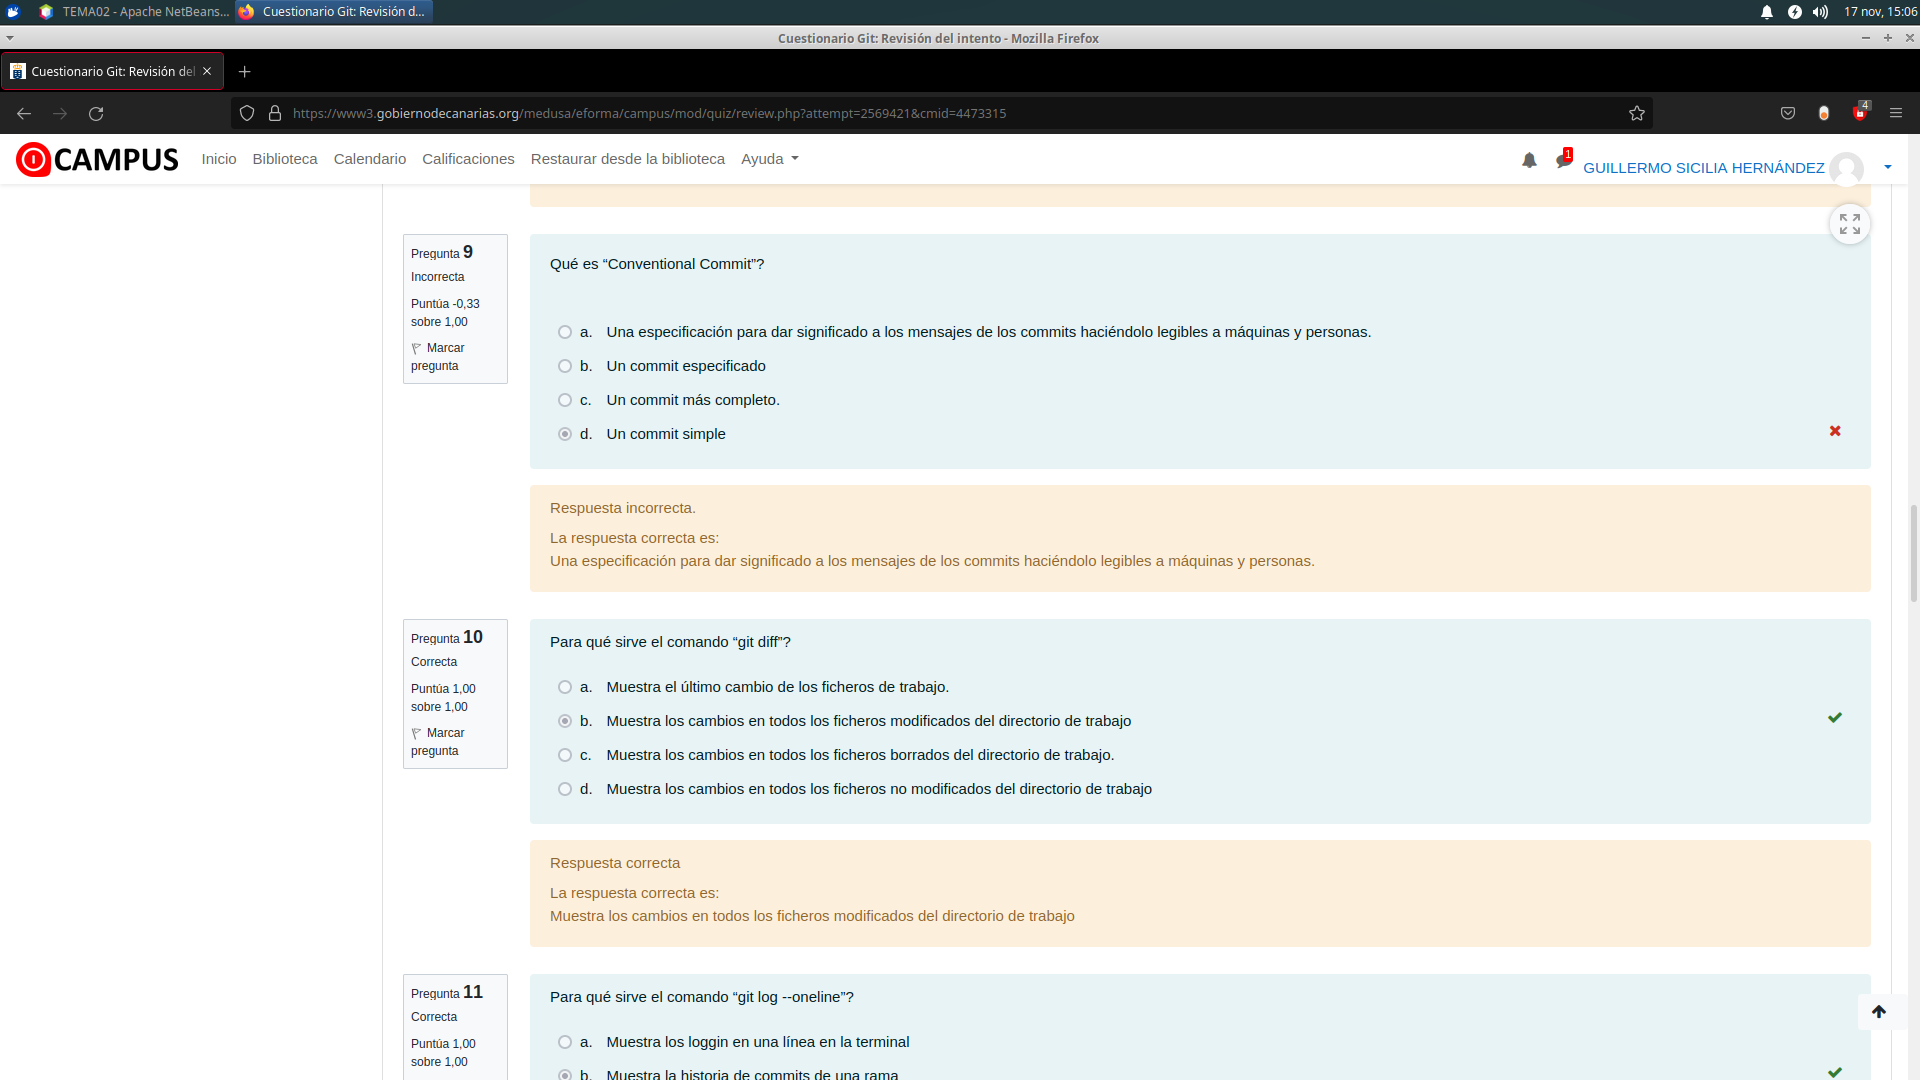 TEMA02 - Apache NetBeans...
Cuestionario Git: Revisión d...
17 nov, 15:06
Cuestionario Git: Revisión del intento - Mozilla Firefox
Cuestionario Git: Revisión del
https://www3.gobiernodecanarias.org/medusa/eforma/campus/mod/quiz/review.php?attempt=2569421&cmid=4473315
4
CAMPUS
Inicio
Biblioteca
Calendario
Calificaciones
Restaurar desde la biblioteca
Ayuda
1
GUILLERMO SICILIA HERNÁNDEZ
Pregunta 9
Incorrecta
Puntúa -0,33
sobre 1,00
Marcar
pregunta
Qué es “Conventional Commit”?
a. Una especificación para dar significado a los mensajes de los commits haciéndolo legibles a máquinas y personas.
b. Un commit especificado
c. Un commit más completo.
d. Un commit simple
Respuesta incorrecta.
La respuesta correcta es:
Una especificación para dar significado a los mensajes de los commits haciéndolo legibles a máquinas y personas.
Pregunta 10
Correcta
Puntúa 1,00
sobre 1,00
Marcar
pregunta
Para qué sirve el comando “git diff”?
a. Muestra el último cambio de los ficheros de trabajo.
b. Muestra los cambios en todos los ficheros modificados del directorio de trabajo
c. Muestra los cambios en todos los ficheros borrados del directorio de trabajo.
d. Muestra los cambios en todos los ficheros no modificados del directorio de trabajo
Respuesta correcta
La respuesta correcta es:
Muestra los cambios en todos los ficheros modificados del directorio de trabajo
Pregunta 11
Correcta
Puntúa 1,00
sobre 1,00
Para qué sirve el comando “git log --oneline”?
a. Muestra los loggin en una línea en la terminal
b. Muestra la historia de commits de una rama